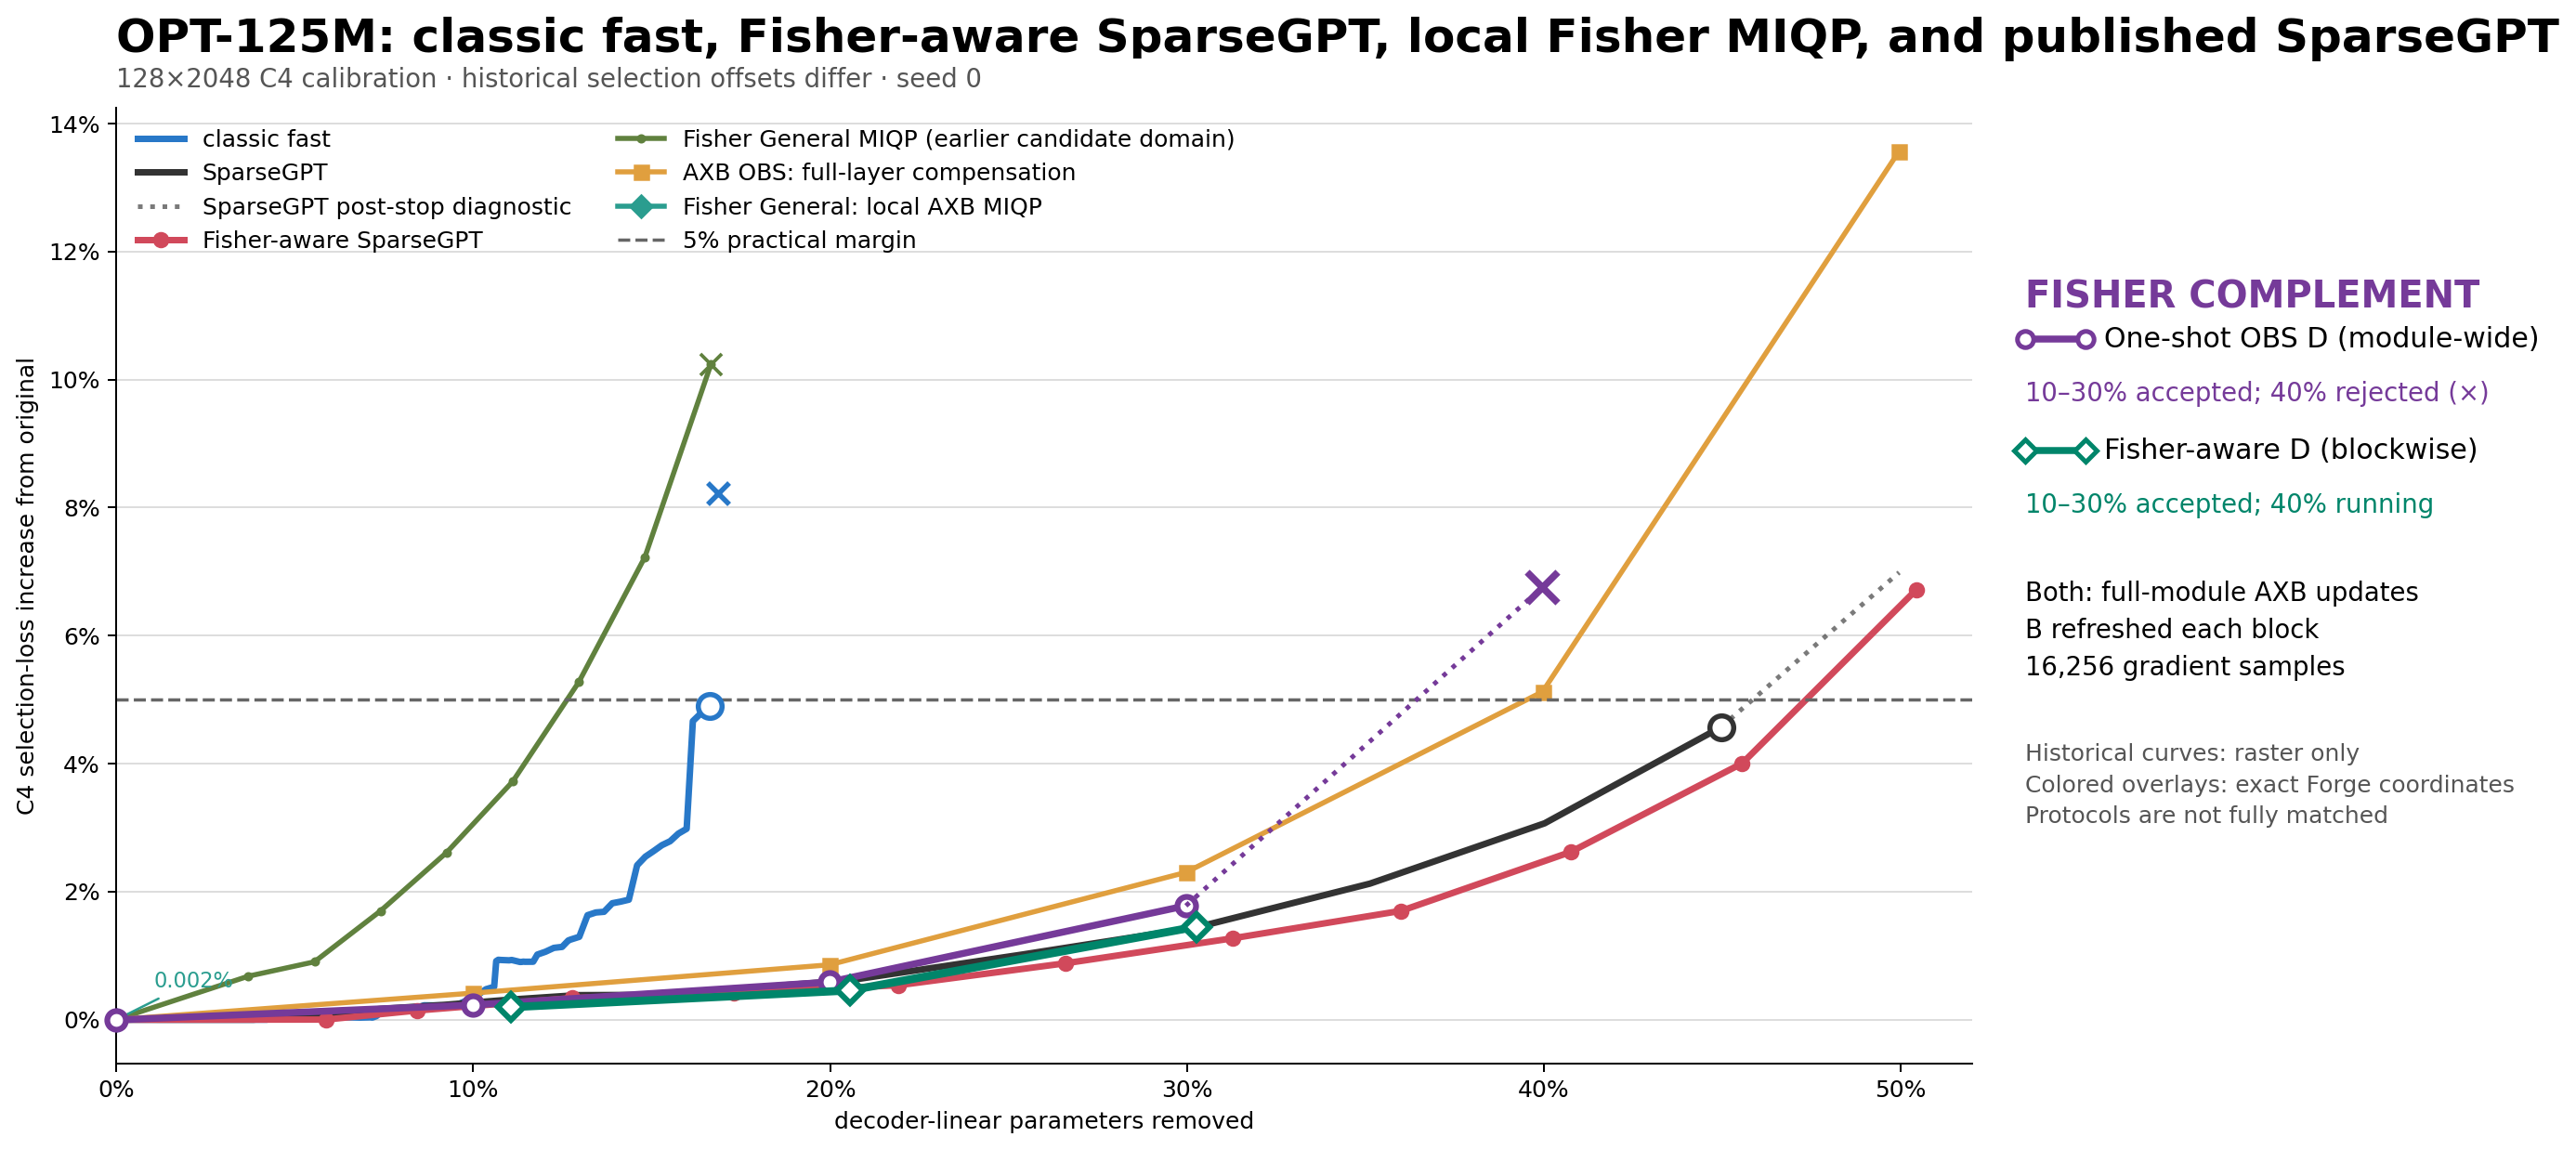 OPT-125M: classic fast, Fisher-aware SparseGPT, local Fisher MIQP, and published SparseGPT
128×2048 C4 calibration · historical selection offsets differ · seed 0
classic fast
SparseGPT
SparseGPT post-stop diagnostic
Fisher-aware SparseGPT
Fisher General MIQP (earlier candidate domain)
AXB OBS: full-layer compensation
Fisher General: local AXB MIQP
5% practical margin
C4 selection-loss increase from original
14%
12%
10%
8%
6%
4%
2%
0%
0.002%
0%
10%
20%
30%
40%
50%
decoder-linear parameters removed
FISHER COMPLEMENT
One-shot OBS D (module-wide)
10–30% accepted; 40% rejected (×)
Fisher-aware D (blockwise)
10–30% accepted; 40% running
Both: full-module AXB updates
B refreshed each block
16,256 gradient samples
Historical curves: raster only
Colored overlays: exact Forge coordinates
Protocols are not fully matched